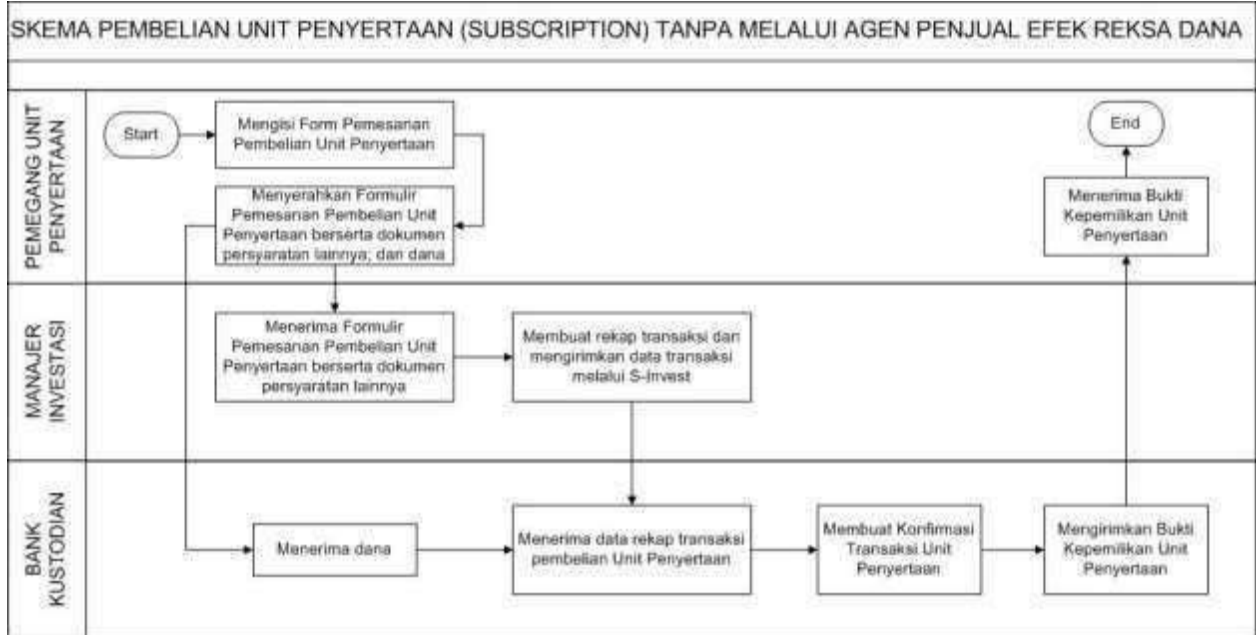 SKEMA PEMBELIAN UNIT PENYERTAAN (SUBSCRIPTION) TANPA MELALUI AGEN PENJUAL EFEK REKSA DANA
PEMEGANG UNIT
PENYERTAAN
Start
Mengisi Form Pemesanan
Pembelian Unit Penyertaan
Menyerahkan Formulir
Pemesanan Pembelian Unit
Penyertaan berserta dokumen
persyaratan lainnya; dan dana
End
Menerima Bukti
Kepemilikan Unit
Penyertaan
MANAJER
INVESTASI
Menerima Formulir
Pemesanan Pembelian Unit
Penyertaan berserta dokumen
persyaratan lainnya
Membuat rekap transaksi dan
mengirimkan data transaksi
melalui S-Invest
BANK
KUSTODIAN
Menerima dana
Menerima data rekap transaksi
pembelian Unit Penyertaan
Membuat Konfirmasi
Transaksi Unit
Penyertaan
Mengirimkan Bukti
Kepemilikan Unit
Penyertaan